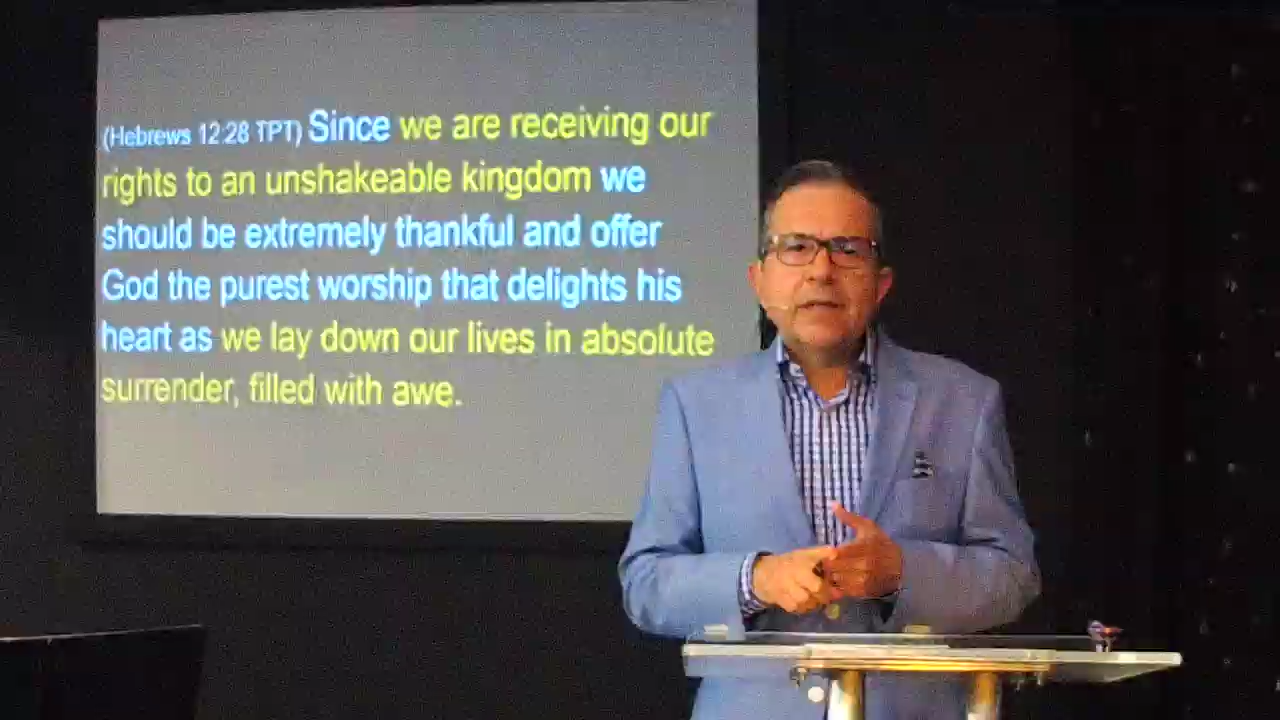 (Hebrews 12:28 TPT) Since we are receiving our
rights to an unshakeable kingdom we
should be extremely thankful and offer
God the purest worship that delights his
heart as we lay down our lives in absolute
surrender, filled with awe.